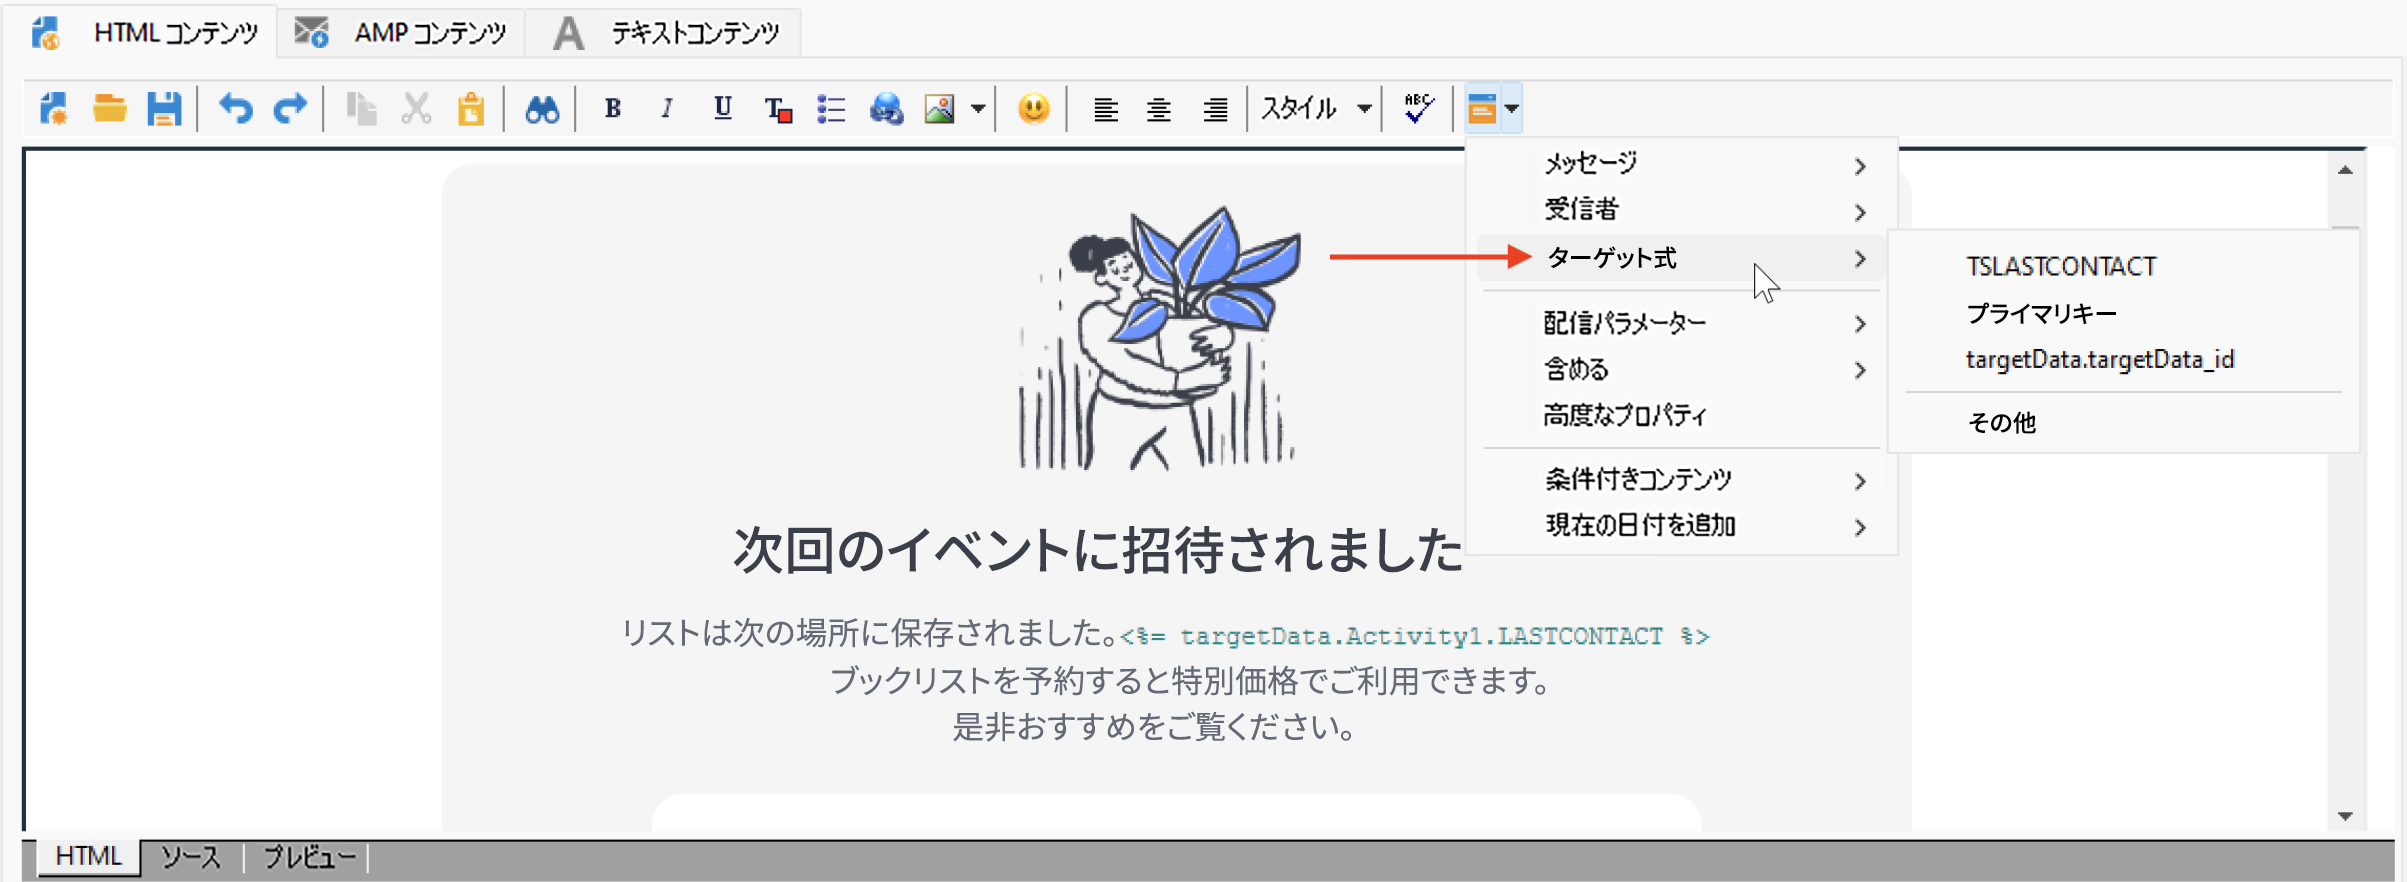 HTML コンテンツ
AMP コンテンツ
A テキストコンテンツ
B I U T スタイル ABC
メッセージ
受信者
ターゲット式
配信パラメーター
含める
高度なプロパティ
条件付きコンテンツ
現在の日付を追加
TSLASTCONTACT
プライマリキー
targetData.targetData_id
その他
次回のイベントに招待されました
リストは次の場所に保存されました。<%= targetData.Activity1.LASTCONTACT %>
ブックリストを予約すると特別価格でご利用できます。
是非おすすめをご覧ください。
HTML ソース プレビュー